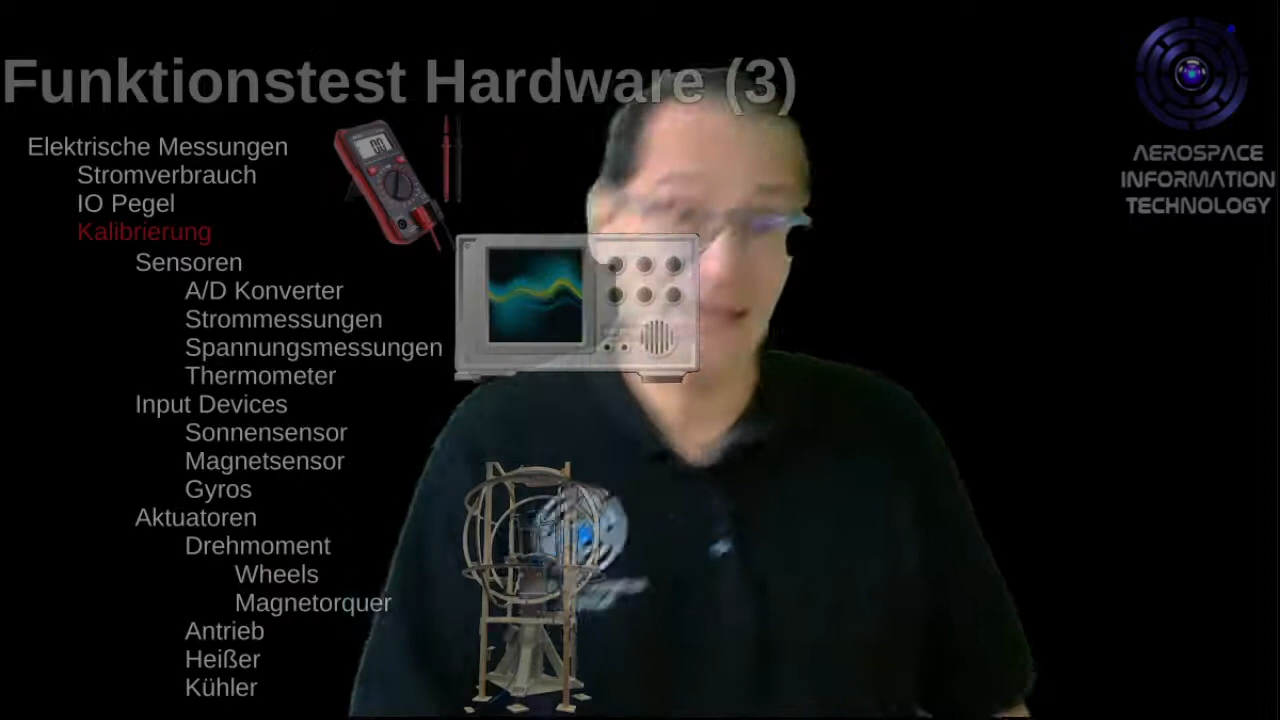 Funktionstest Hardware (3)
Elektrische Messungen
Stromverbrauch
IO Pegel
Kalibrierung
Sensoren
A/D Konverter
Strommessungen
Spannungsmessungen
Thermometer
Input Devices
Sonnensensor
Magnetsensor
Gyros
Aktuatoren
Drehmoment
Wheels
Magnetorquer
Antrieb
Heißer
Kühler
AEROSPACE
INFORMATION
TECHNOLOGY